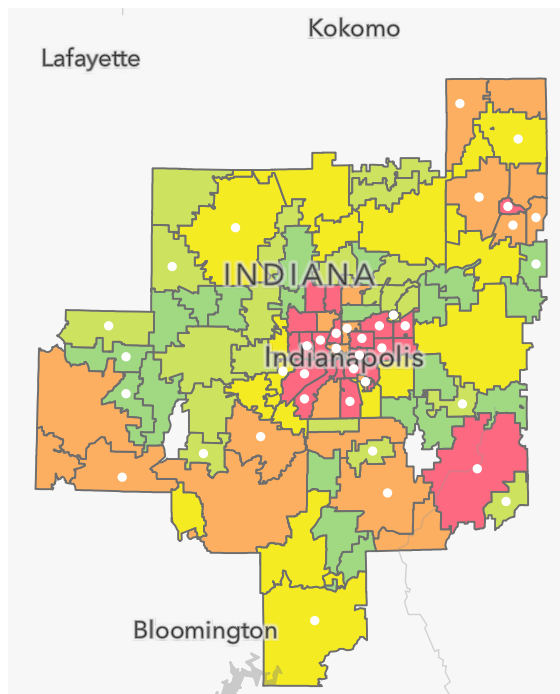 Kokomo
Lafayette
INDIANA
Indianapolis
Bloomington